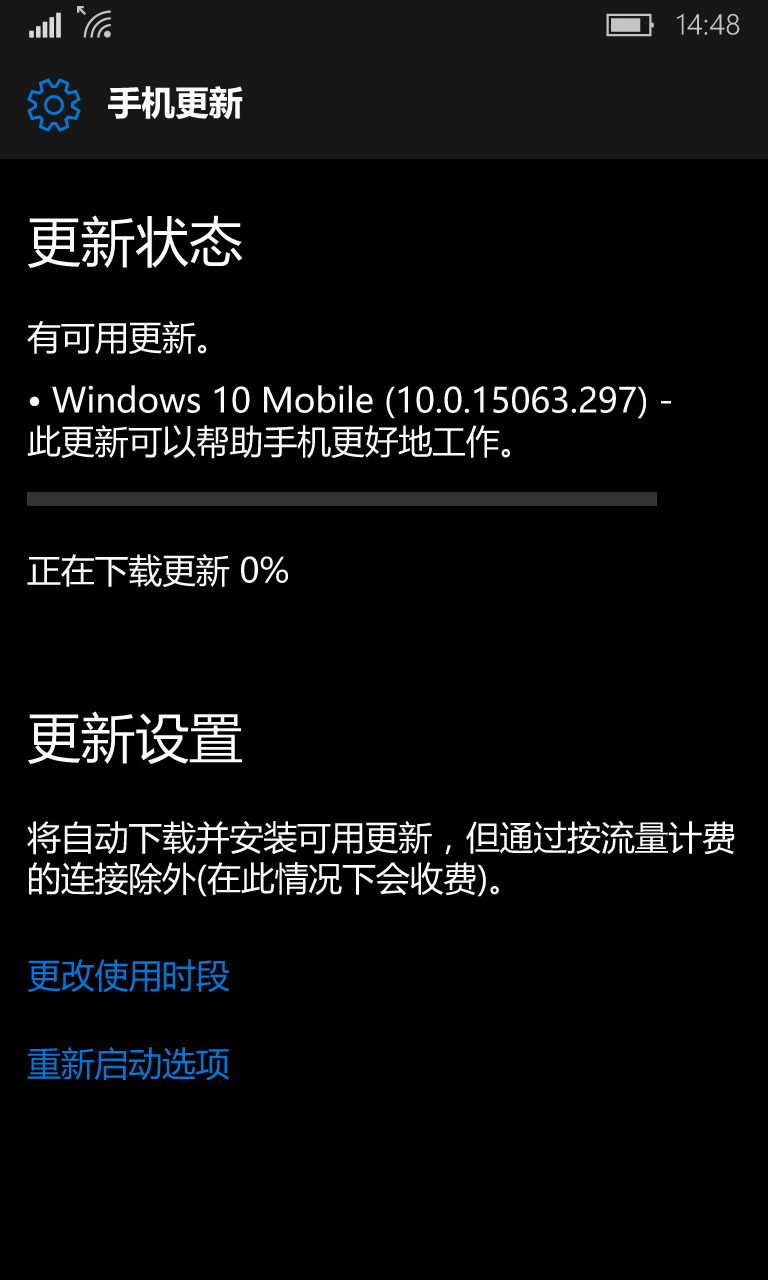 14:48
手机更新
更新状态
有可用更新。
• Windows 10 Mobile (10.0.15063.297) -
此更新可以帮助手机更好地工作。
正在下载更新 0%
更新设置
将自动下载并安装可用更新，但通过按流量计费
的连接除外(在此情况下会收费)。
更改使用时段
重新启动选项